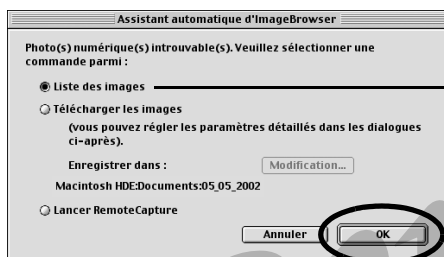 Assistant automatique d'ImageBrowser
Photo(s) numérique(s) introuvable(s). Veuillez sélectionner une
commande parmi :
Liste des images
Télécharger les images
(vous pouvez régler les paramètres détaillés dans les dialogues
ci-après).
Enregistrer dans : Modification...
Macintosh HDE:Documents:05_05_2002
Lancer RemoteCapture
Annuler OK